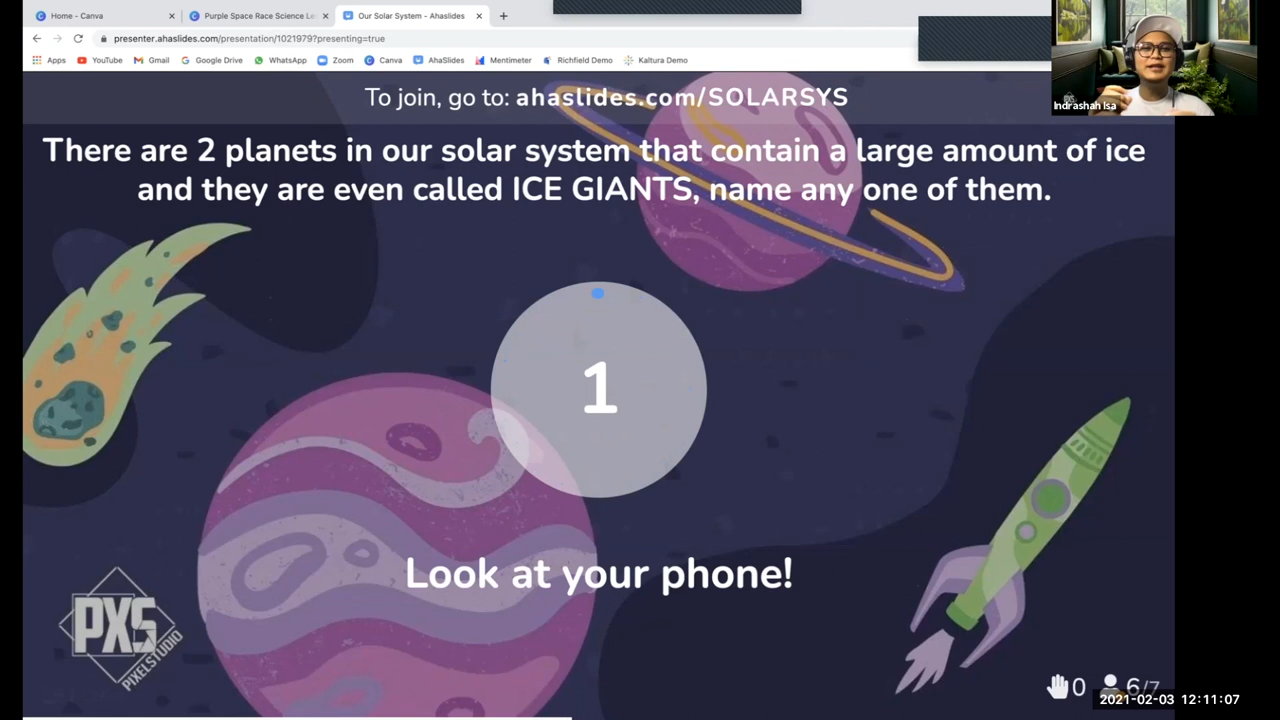 Home - Canva
Purple Space Race Science Le
Our Solar System - Ahaslides
presenter.ahaslides.com/presentation/1021979?presenting=true
Apps
YouTube
Gmail
Google Drive
WhatsApp
Zoom
Canva
AhaSlides
Mentimeter
Richfield Demo
Kaltura Demo
Indrashah Isa
To join, go to: ahaslides.com/SOLARSYS
There are 2 planets in our solar system that contain a large amount of ice
and they are even called ICE GIANTS, name any one of them.
1
Look at your phone!
PXS
PIXELSTUDIO
0
6/7
2021-02-03 12:11:07